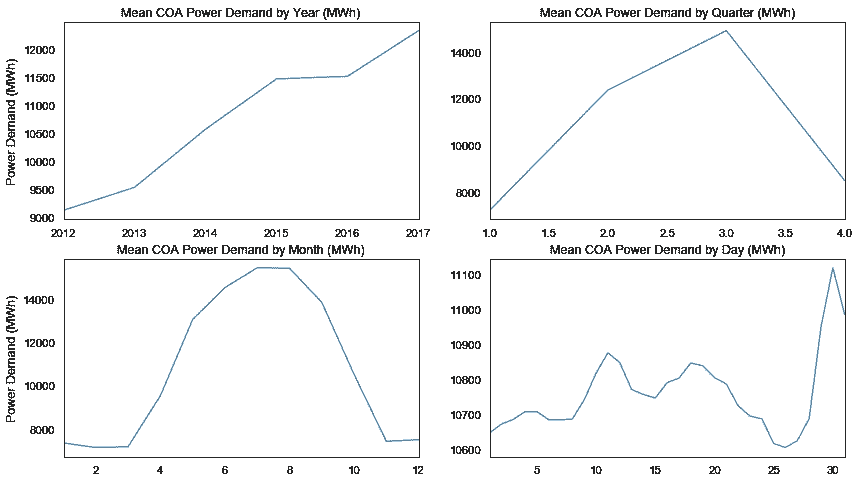 Mean COA Power Demand by Year (MWh)
Power Demand (MWh)
12000
11500
11000
10500
10000
9500
9000
2012 2013 2014 2015 2016 2017
Mean COA Power Demand by Quarter (MWh)
14000
12000
10000
8000
1.0 1.5 2.0 2.5 3.0 3.5 4.0
Mean COA Power Demand by Month (MWh)
Power Demand (MWh)
14000
12000
10000
8000
2 4 6 8 10 12
Mean COA Power Demand by Day (MWh)
11100
11000
10900
10800
10700
10600
5 10 15 20 25 30